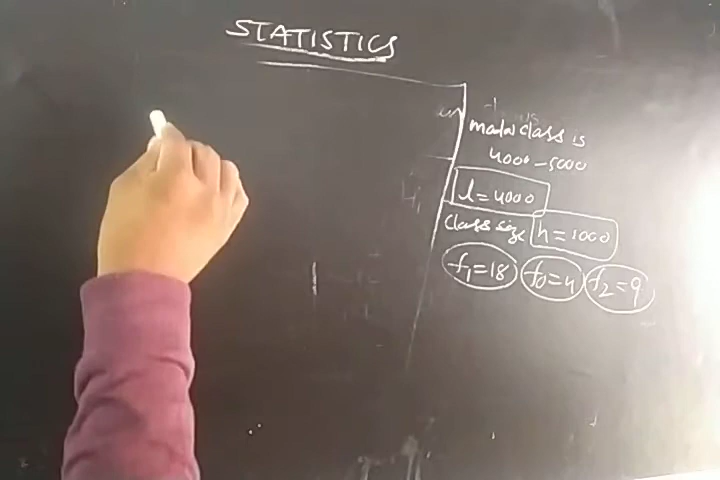 STATISTICS
modal class is
4000-5000
l=4000
class size h=1000
f1=18 f0=4 f2=9